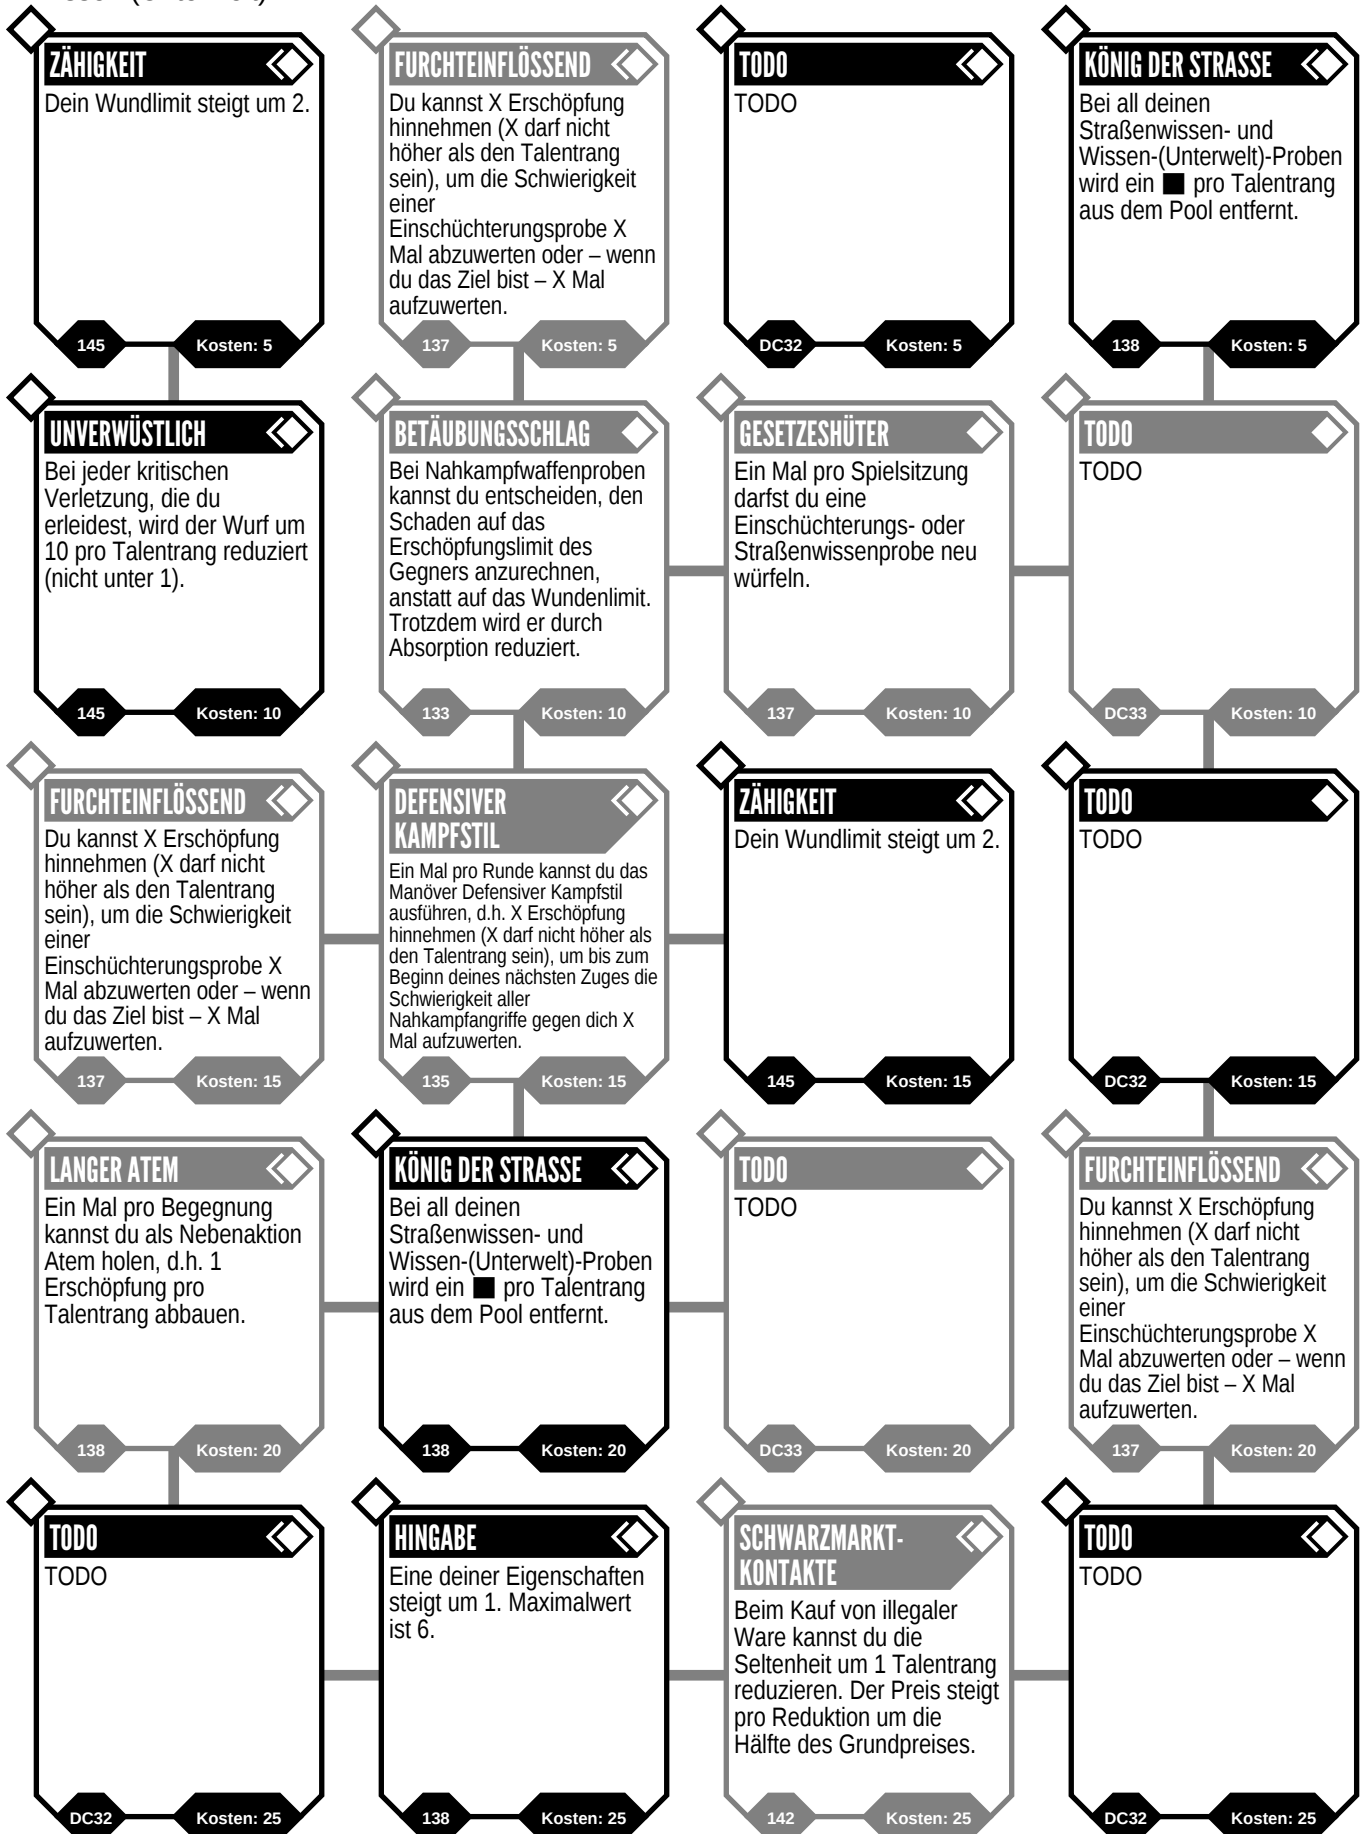 ZÄHIGKEIT
Dein Wundlimit steigt um 2.
145
Kosten: 5
FURCHTEINFLÖSSEND
Du kannst X Erschöpfung
hinnehmen (X darf nicht
höher als den Talentrang
sein), um die Schwierigkeit
einer
Einschüchterungsprobe X
Mal abzuwerten oder – wenn
du das Ziel bist – X Mal
aufzuwerten.
137
Kosten: 5
TODO
TODO
DC32
Kosten: 5
KÖNIG DER STRASSE
Bei all deinen
Straßenwissen- und
Wissen-(Unterwelt)-Proben
wird ein ■ pro Talentrang
aus dem Pool entfernt.
138
Kosten: 5
UNVERWÜSTLICH
Bei jeder kritischen
Verletzung, die du
erleidest, wird der Wurf um
10 pro Talentrang reduziert
(nicht unter 1).
145
Kosten: 10
BETÄUBUNGSSCHLAG
Bei Nahkampfwaffenproben
kannst du entscheiden, den
Schaden auf das
Erschöpfungslimit des
Gegners anzurechnen,
anstatt auf das Wundenlimit.
Trotzdem wird er durch
Absorption reduziert.
133
Kosten: 10
GESETZESHÜTER
Ein Mal pro Spielsitzung
darfst du eine
Einschüchterungs- oder
Straßenwissenprobe neu
würfeln.
137
Kosten: 10
TODO
TODO
DC33
Kosten: 10
FURCHTEINFLÖSSEND
Du kannst X Erschöpfung
hinnehmen (X darf nicht
höher als den Talentrang
sein), um die Schwierigkeit
einer
Einschüchterungsprobe X
Mal abzuwerten oder – wenn
du das Ziel bist – X Mal
aufzuwerten.
137
Kosten: 15
DEFENSIVER
KAMPFSTIL
Ein Mal pro Runde kannst du das
Manöver Defensiver Kampfstil
ausführen, d.h. X Erschöpfung
hinnehmen (X darf nicht höher als
den Talentrang sein), um bis zum
Beginn deines nächsten Zuges die
Schwierigkeit aller
Nahkampfangriffe gegen dich X
Mal aufzuwerten.
135
Kosten: 15
ZÄHIGKEIT
Dein Wundlimit steigt um 2.
145
Kosten: 15
TODO
TODO
DC32
Kosten: 15
LANGER ATEM
Ein Mal pro Begegnung
kannst du als Nebenaktion
Atem holen, d.h. 1
Erschöpfung pro
Talentrang abbauen.
138
Kosten: 20
KÖNIG DER STRASSE
Bei all deinen
Straßenwissen- und
Wissen-(Unterwelt)-Proben
wird ein ■ pro Talentrang
aus dem Pool entfernt.
138
Kosten: 20
TODO
TODO
DC33
Kosten: 20
FURCHTEINFLÖSSEND
Du kannst X Erschöpfung
hinnehmen (X darf nicht
höher als den Talentrang
sein), um die Schwierigkeit
einer
Einschüchterungsprobe X
Mal abzuwerten oder – wenn
du das Ziel bist – X Mal
aufzuwerten.
137
Kosten: 20
TODO
TODO
DC32
Kosten: 25
HINGABE
Eine deiner Eigenschaften
steigt um 1. Maximalwert
ist 6.
138
Kosten: 25
SCHWARZMARKT-
KONTAKTE
Beim Kauf von illegaler
Ware kannst du die
Seltenheit um 1 Talentrang
reduzieren. Der Preis steigt
pro Reduktion um die
Hälfte des Grundpreises.
142
Kosten: 25
TODO
TODO
DC32
Kosten: 25